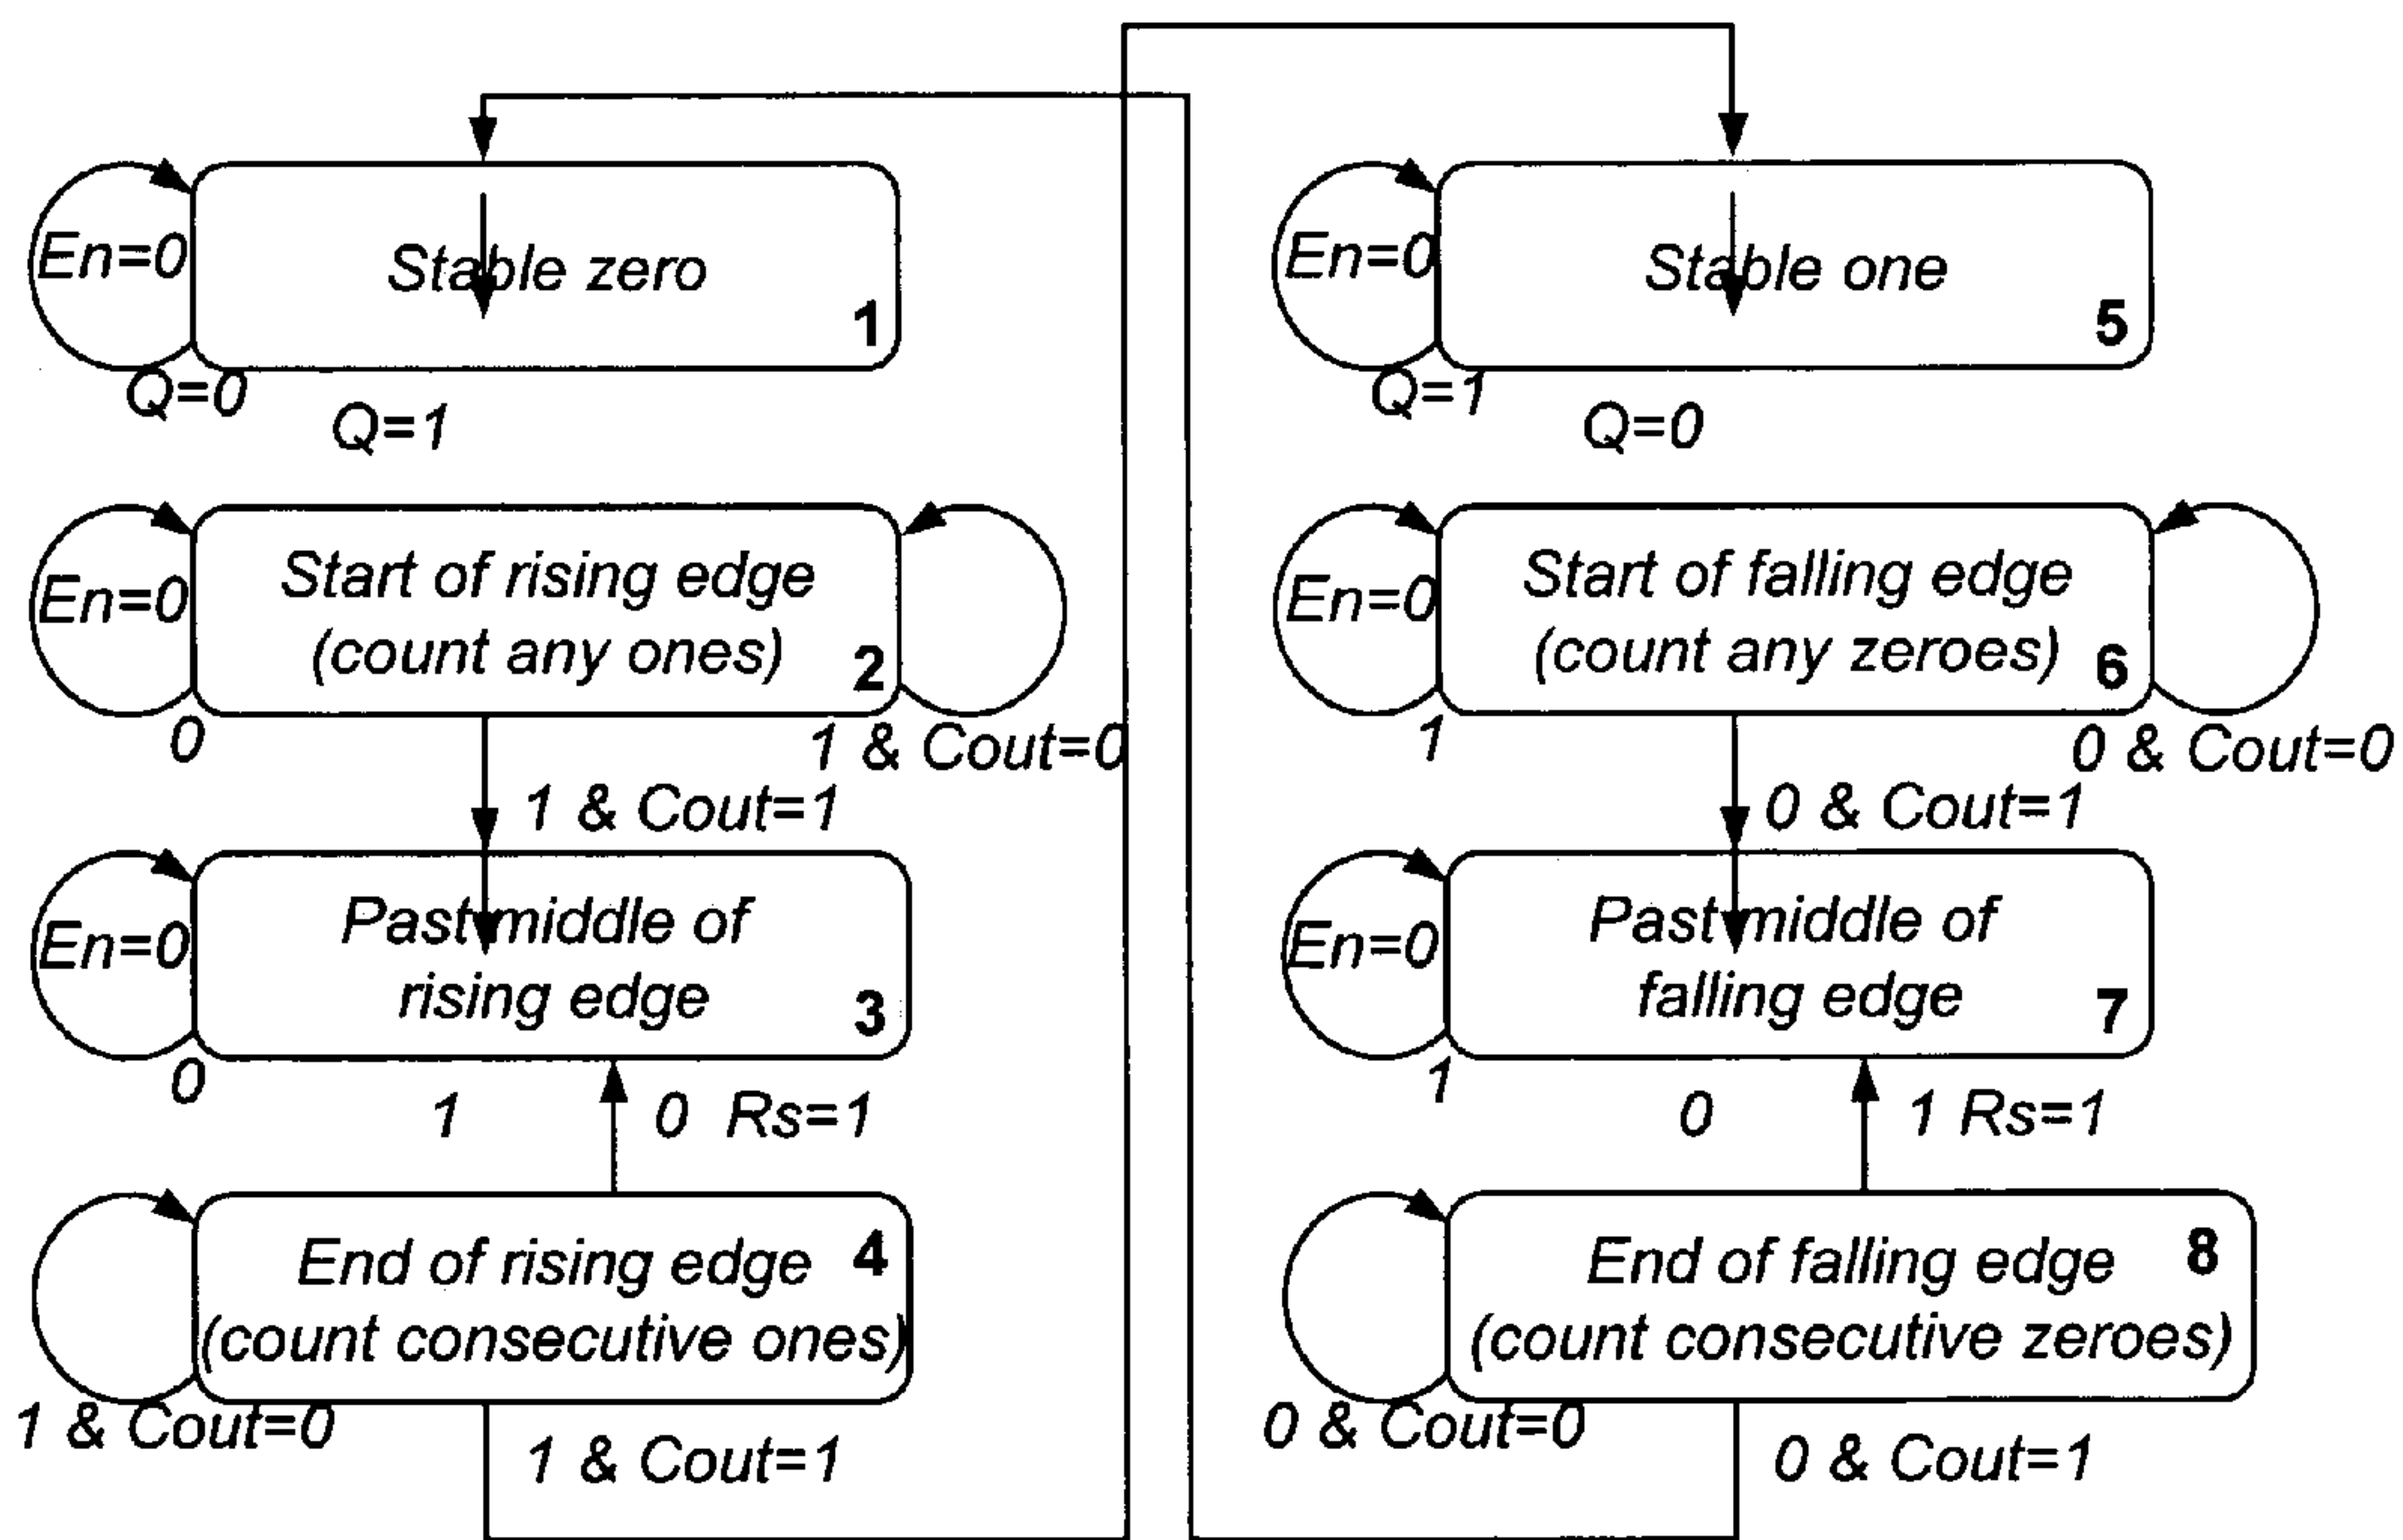 En=0
Stable zero
1
Q=0
Q=1
En=0
Start of rising edge
(count any ones)
2
0
1 & Cout=0
1 & Cout=1
En=0
Past middle of
rising edge
3
0
1
0 Rs=1
End of rising edge
4
(count consecutive ones)
1 & Cout=0
1 & Cout=1
En=0
Stable one
5
Q=1
Q=0
En=0
Start of falling edge
(count any zeroes)
6
1
0 & Cout=0
0 & Cout=1
En=0
Past middle of
falling edge
7
1
0
1 Rs=1
End of falling edge
8
(count consecutive zeroes)
0 & Cout=0
0 & Cout=1